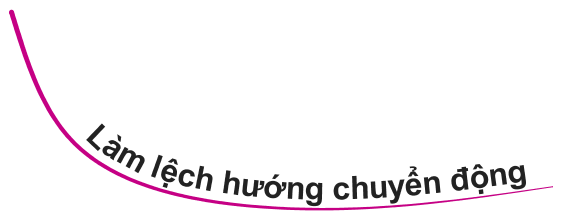 Làm lệch hướng chuyển động